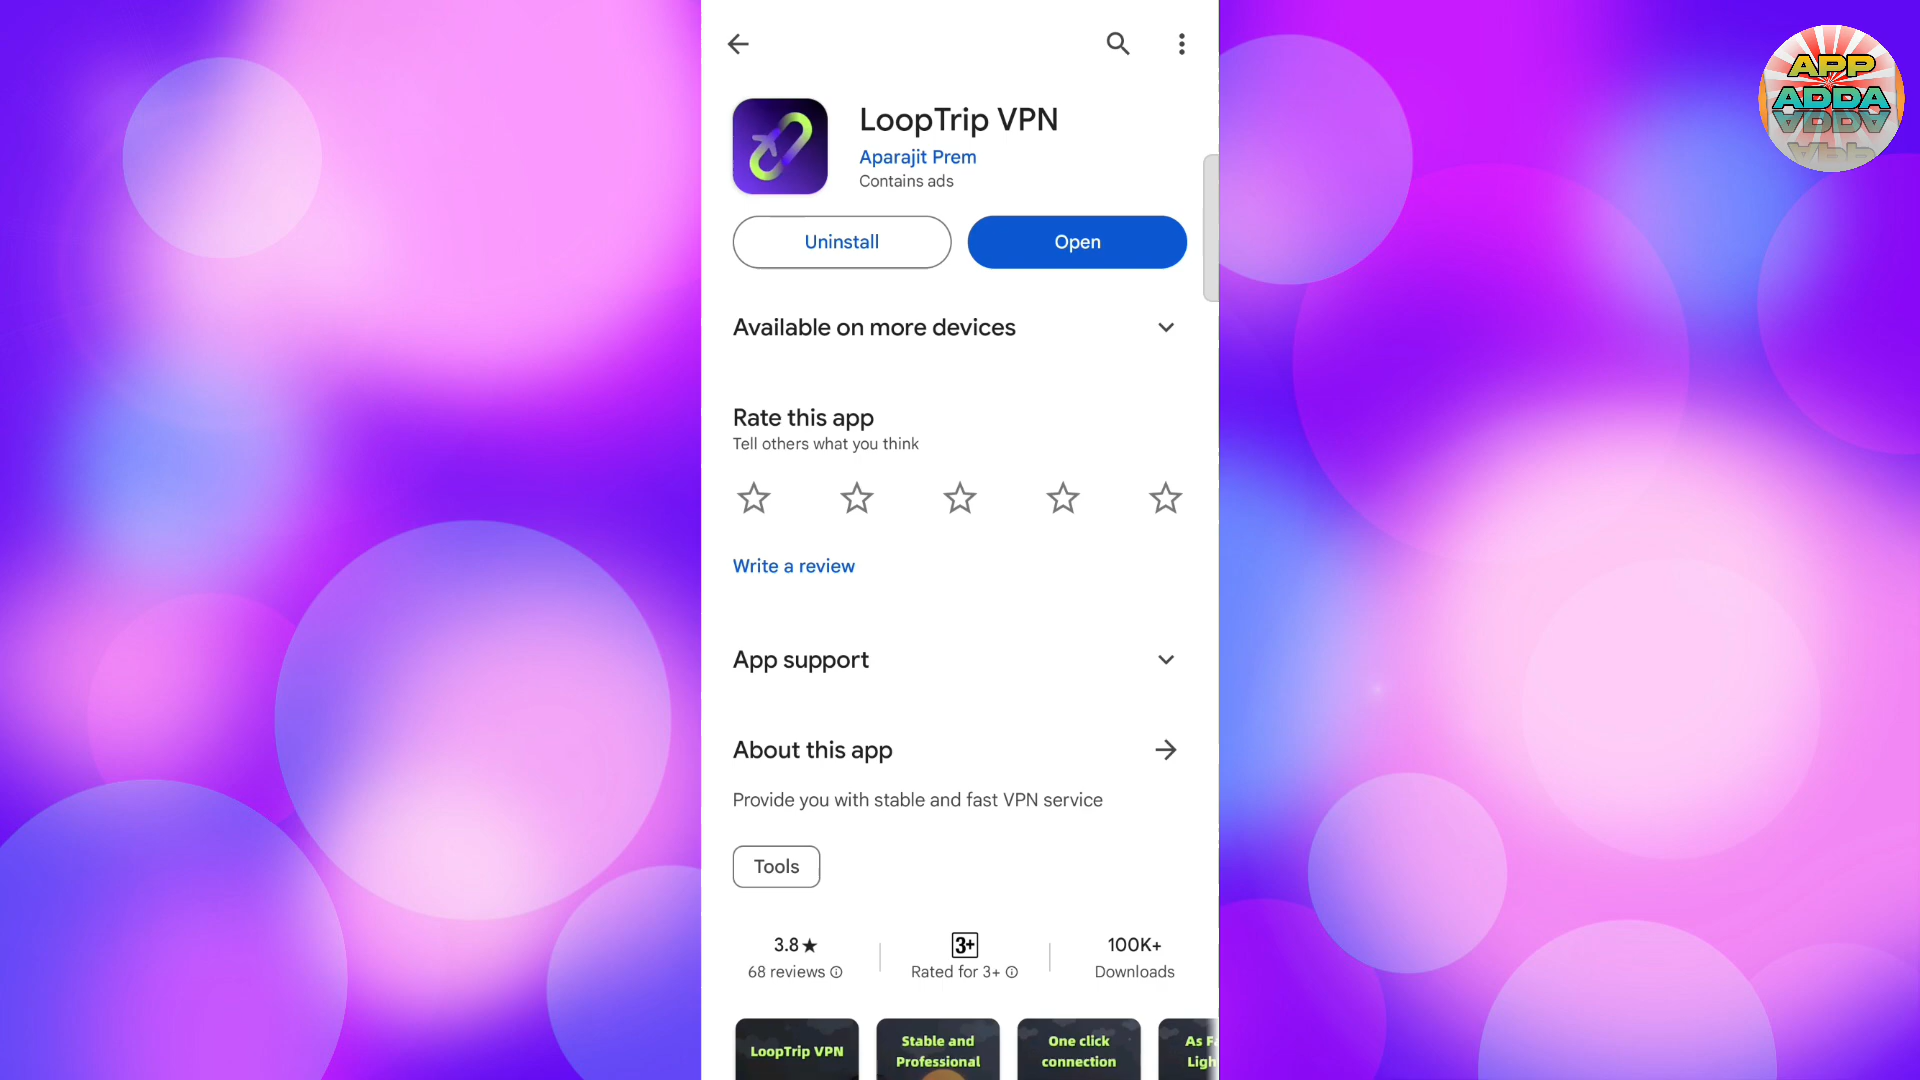 APP
ADDA
LoopTrip VPN
Aparajit Prem
Contains ads
Uninstall
Open
Available on more devices
Rate this app
Tell others what you think
Write a review
App support
About this app
Provide you with stable and fast VPN service
Tools
3.8★
68 reviews
3+
Rated for 3+
100K+
Downloads
LoopTrip VPN
Stable and
Professional
One click
connection
As